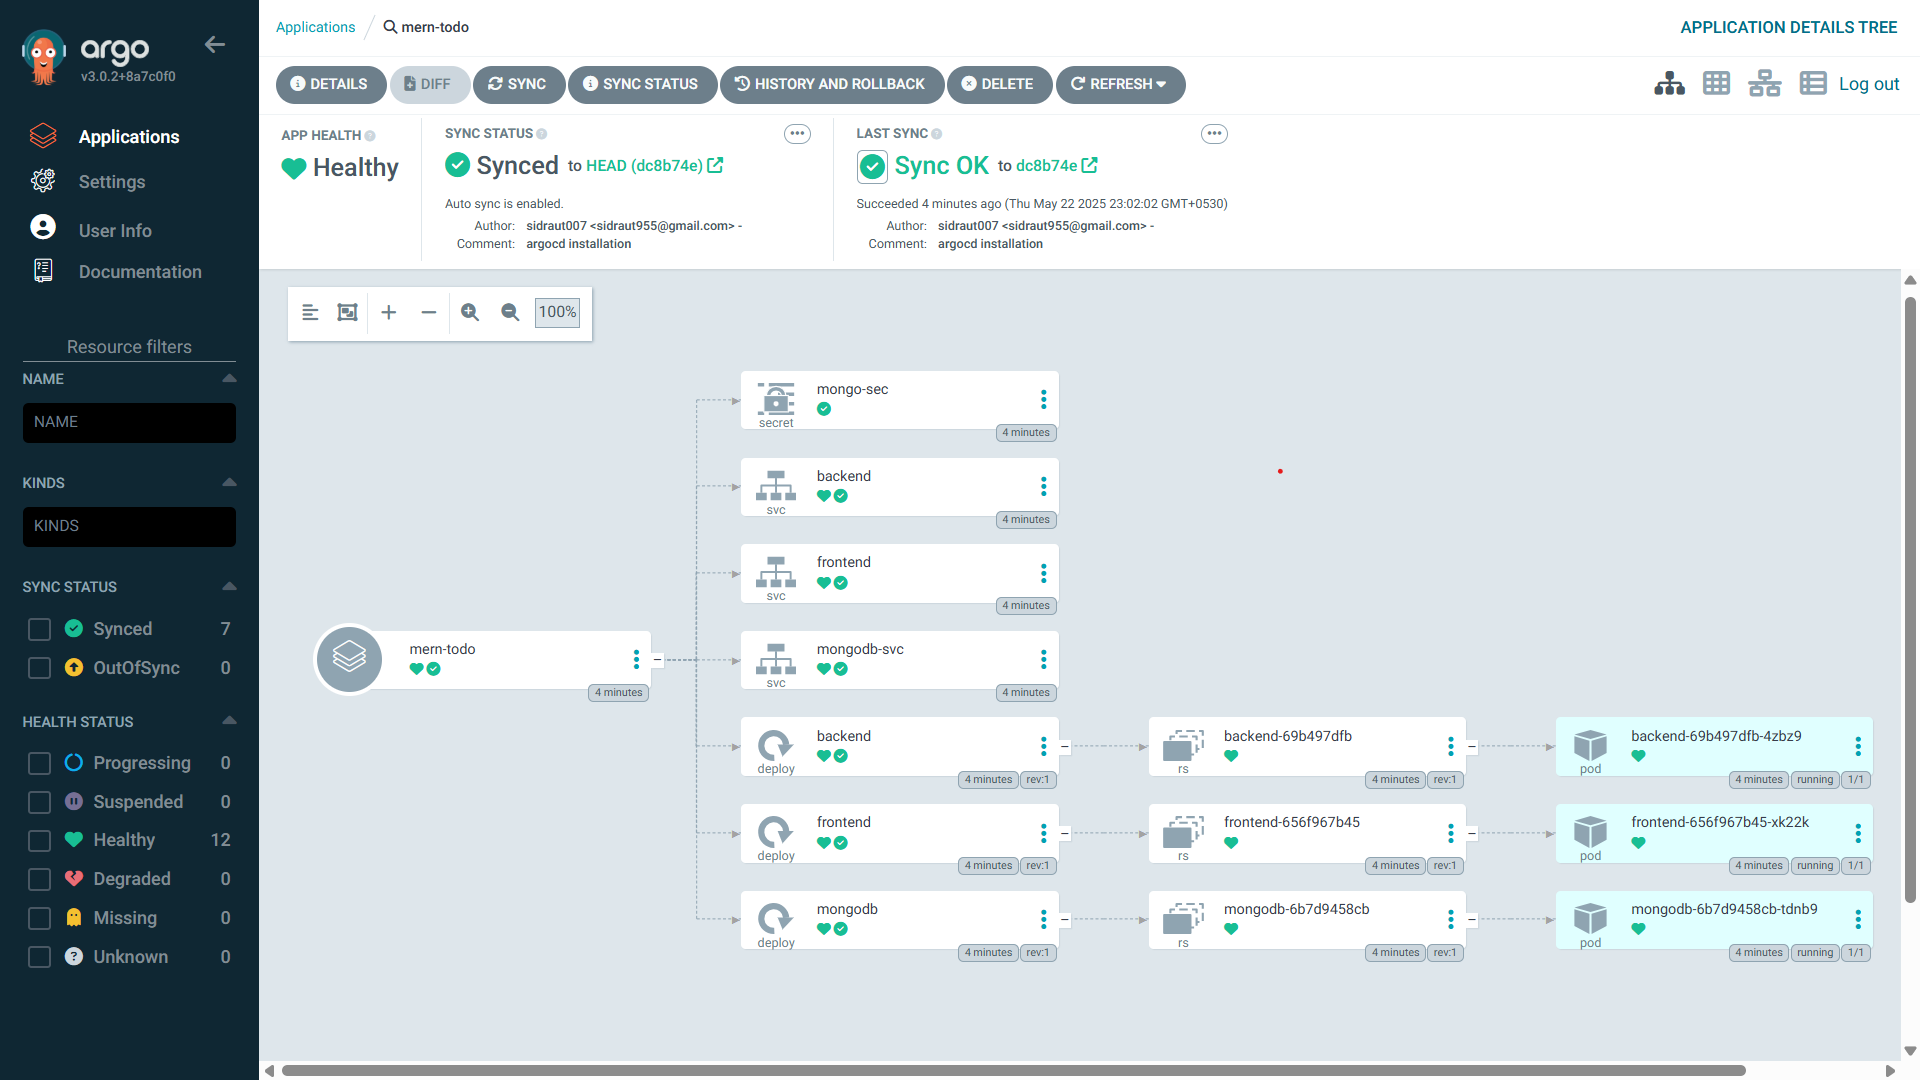 argo
v3.0.2+8a7c0f0
Applications
Settings
User Info
Documentation
Resource filters
NAME
NAME
KINDS
KINDS
SYNC STATUS
Synced 7
OutOfSync 0
HEALTH STATUS
Progressing 0
Suspended 0
Healthy 12
Degraded 0
Missing 0
Unknown 0
Applications / mern-todo
APPLICATION DETAILS TREE
DETAILS DIFF SYNC SYNC STATUS HISTORY AND ROLLBACK DELETE REFRESH
Log out
APP HEALTH
Healthy
SYNC STATUS
Synced to HEAD (dc8b74e)
Auto sync is enabled.
Author: sidraut007 <sidraut955@gmail.com> -
Comment: argocd installation
LAST SYNC
Sync OK to dc8b74e
Succeeded 4 minutes ago (Thu May 22 2025 23:02:02 GMT+0530)
Author: sidraut007 <sidraut955@gmail.com> -
Comment: argocd installation
100%
mern-todo
4 minutes
mongo-sec
secret
4 minutes
backend
svc
4 minutes
frontend
svc
4 minutes
mongodb-svc
svc
4 minutes
backend
deploy
4 minutes rev:1
backend-69b497dfb
rs
4 minutes rev:1
backend-69b497dfb-4zbz9
pod
4 minutes running 1/1
frontend
deploy
4 minutes rev:1
frontend-656f967b45
rs
4 minutes rev:1
frontend-656f967b45-xk22k
pod
4 minutes running 1/1
mongodb
deploy
4 minutes rev:1
mongodb-6b7d9458cb
rs
4 minutes rev:1
mongodb-6b7d9458cb-tdnb9
pod
4 minutes running 1/1